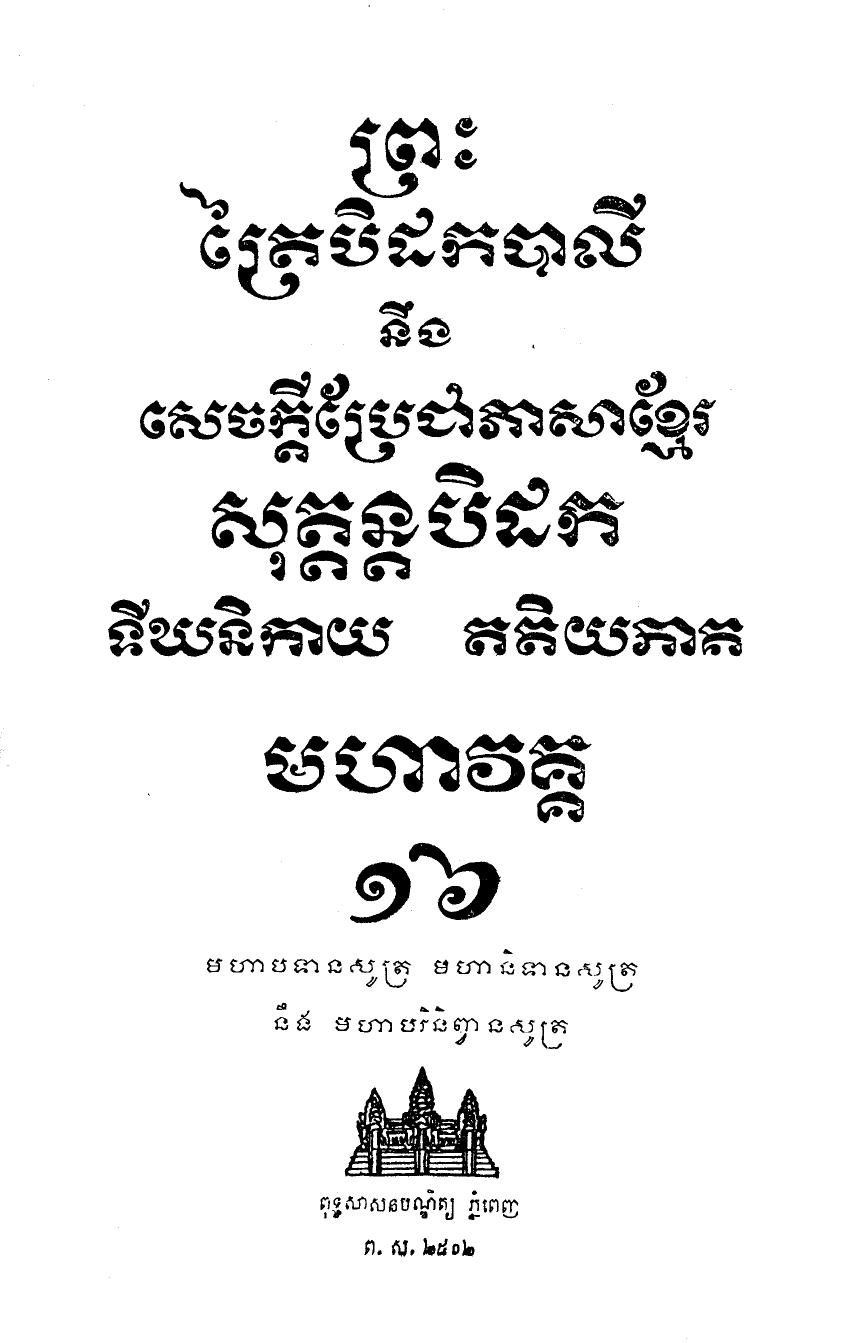 ព្រះ
ត្រៃបិដកបាលី
នឹង
សេចក្តីប្រែជាភាសាខ្មែរ
សុត្តន្តបិដក
ទីឃនិកាយ តតិយភាគ
មហាវគ្គ
១៦
មហាបទានសូត្រ មហានិទានសូត្រ
នឹង មហាបរិនិព្វានសូត្រ
ពុទ្ធសាសនបណ្ឌិត្យ ភ្នំពេញ
ព. ស. ២៥០២